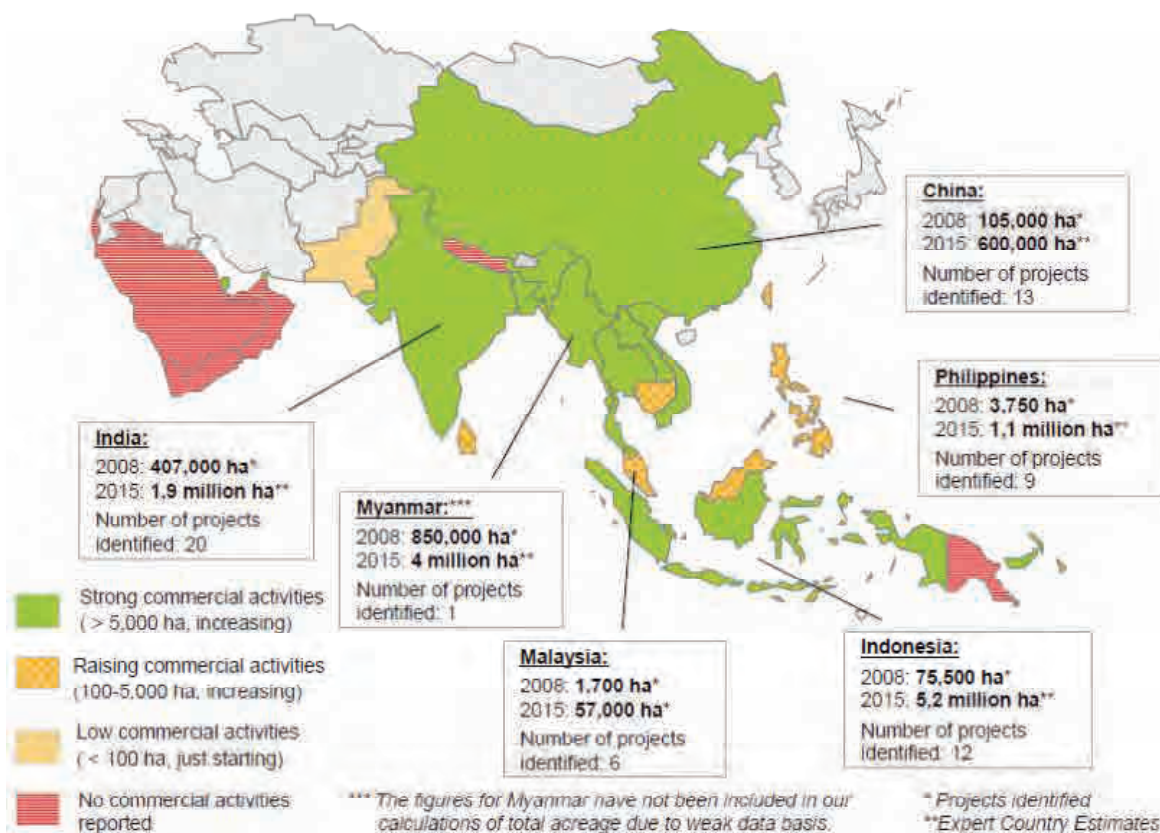 China:
2008: 105,000 ha*
2015: 600,000 ha**
Number of projects
identified: 13
Philippines:
2008: 3.750 ha*
2015: 1,1 million ha**
Number of projects
identified: 9
India:
2008: 407,000 ha*
2015: 1.9 million ha**
Number of projects
identified: 20
Myanmar:***
2008: 850,000 ha*
2015: 4 million ha**
Number of projects
identified: 1
Malaysia:
2008: 1,700 ha*
2015: 57,000 ha*
Number of projects
identified: 6
Indonesia:
2008: 75,500 ha*
2015: 5,2 million ha**
Number of projects
identified: 12
Strong commercial activities
( > 5,000 ha, increasing)
Raising commercial activities
(100-5,000 ha, increasing)
Low commercial activities
( < 100 ha, just starting)
No commercial activities
reported
*** The figures for Myanmar have not been included in our
calculations of total acreage due to weak data basis.
* Projects identified
**Expert Country Estimates